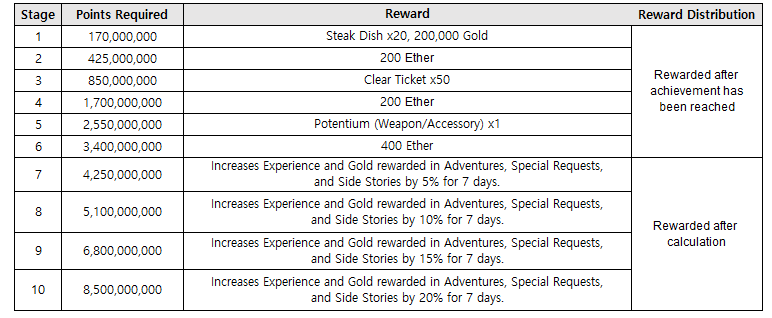 Stage Points Required Reward Reward Distribution
1 170,000,000 Steak Dish x20, 200,000 Gold
2 425,000,000 200 Ether
3 850,000,000 Clear Ticket x50
4 1,700,000,000 200 Ether
5 2,550,000,000 Potentium (Weapon/Accessory) x1
6 3,400,000,000 400 Ether
Rewarded after
achievement has
been reached
7 4,250,000,000 Increases Experience and Gold rewarded in Adventures, Special Requests,
and Side Stories by 5% for 7 days.
8 5,100,000,000 Increases Experience and Gold rewarded in Adventures, Special Requests,
and Side Stories by 10% for 7 days.
9 6,800,000,000 Increases Experience and Gold rewarded in Adventures, Special Requests,
and Side Stories by 15% for 7 days.
10 8,500,000,000 Increases Experience and Gold rewarded in Adventures, Special Requests,
and Side Stories by 20% for 7 days.
Rewarded after
calculation